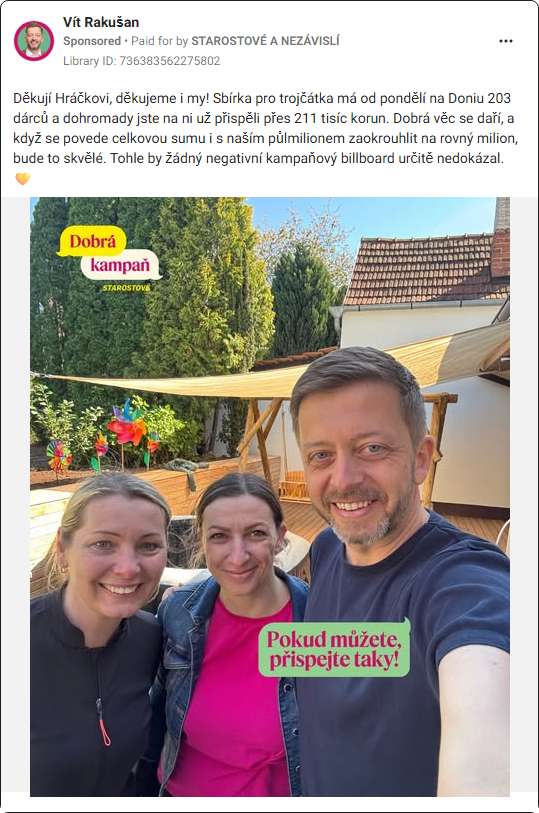 Vít Rakušan
Sponsored • Paid for by STAROSTOVÉ A NEZÁVISLÍ
Library ID: 736383562275802
Děkují Hráčkovi, děkujeme i my! Sbírka pro trojčátka má od pondělí na Doniu 203
dárců a dohromady jste na ni už přispěli přes 211 tisíc korun. Dobrá věc se daří, a
když se povede celkovou sumu i s naším půlmilionem zaokrouhlit na rovný milion,
bude to skvělé. Tohle by žádný negativní kampaňový billboard určitě nedokázal.
🧡
Dobrá
kampaň
STAROSTOVÉ
Pokud můžete,
přispejte taky!